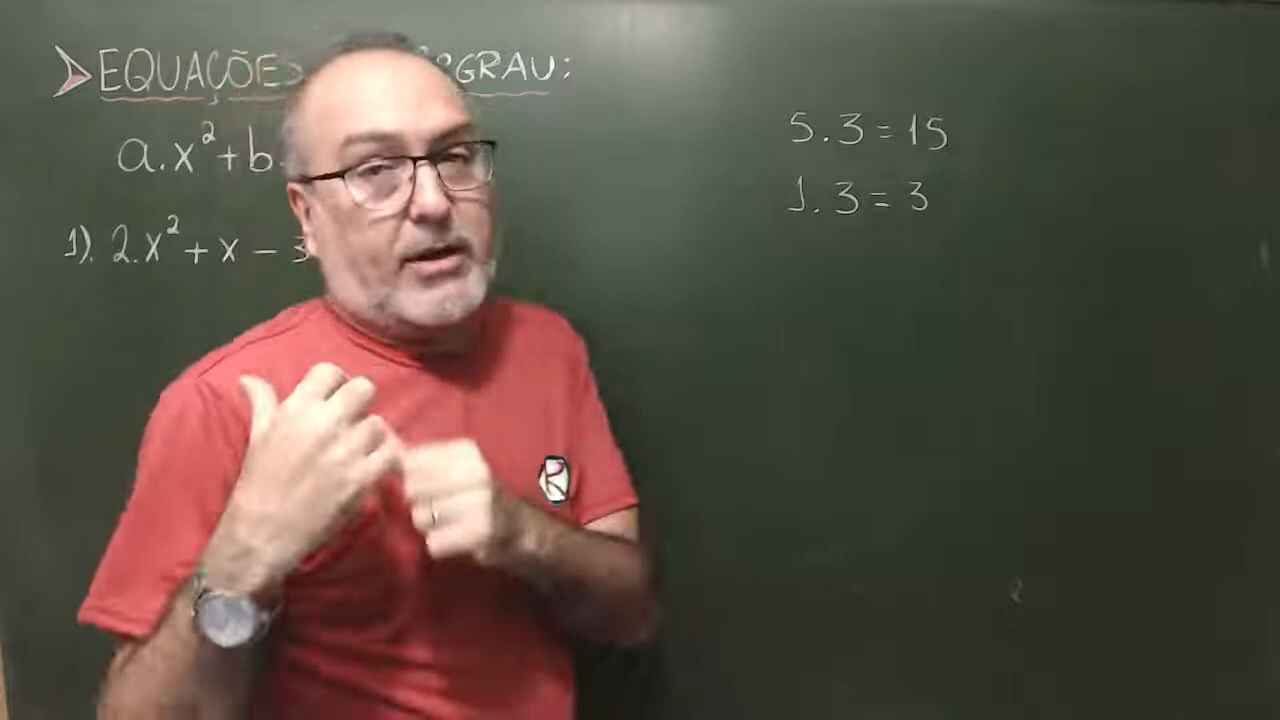 EQUAÇÕES º GRAU:
a.x²+b.
1). 2.x² + x - 3
5.3=15
1.3=3
R